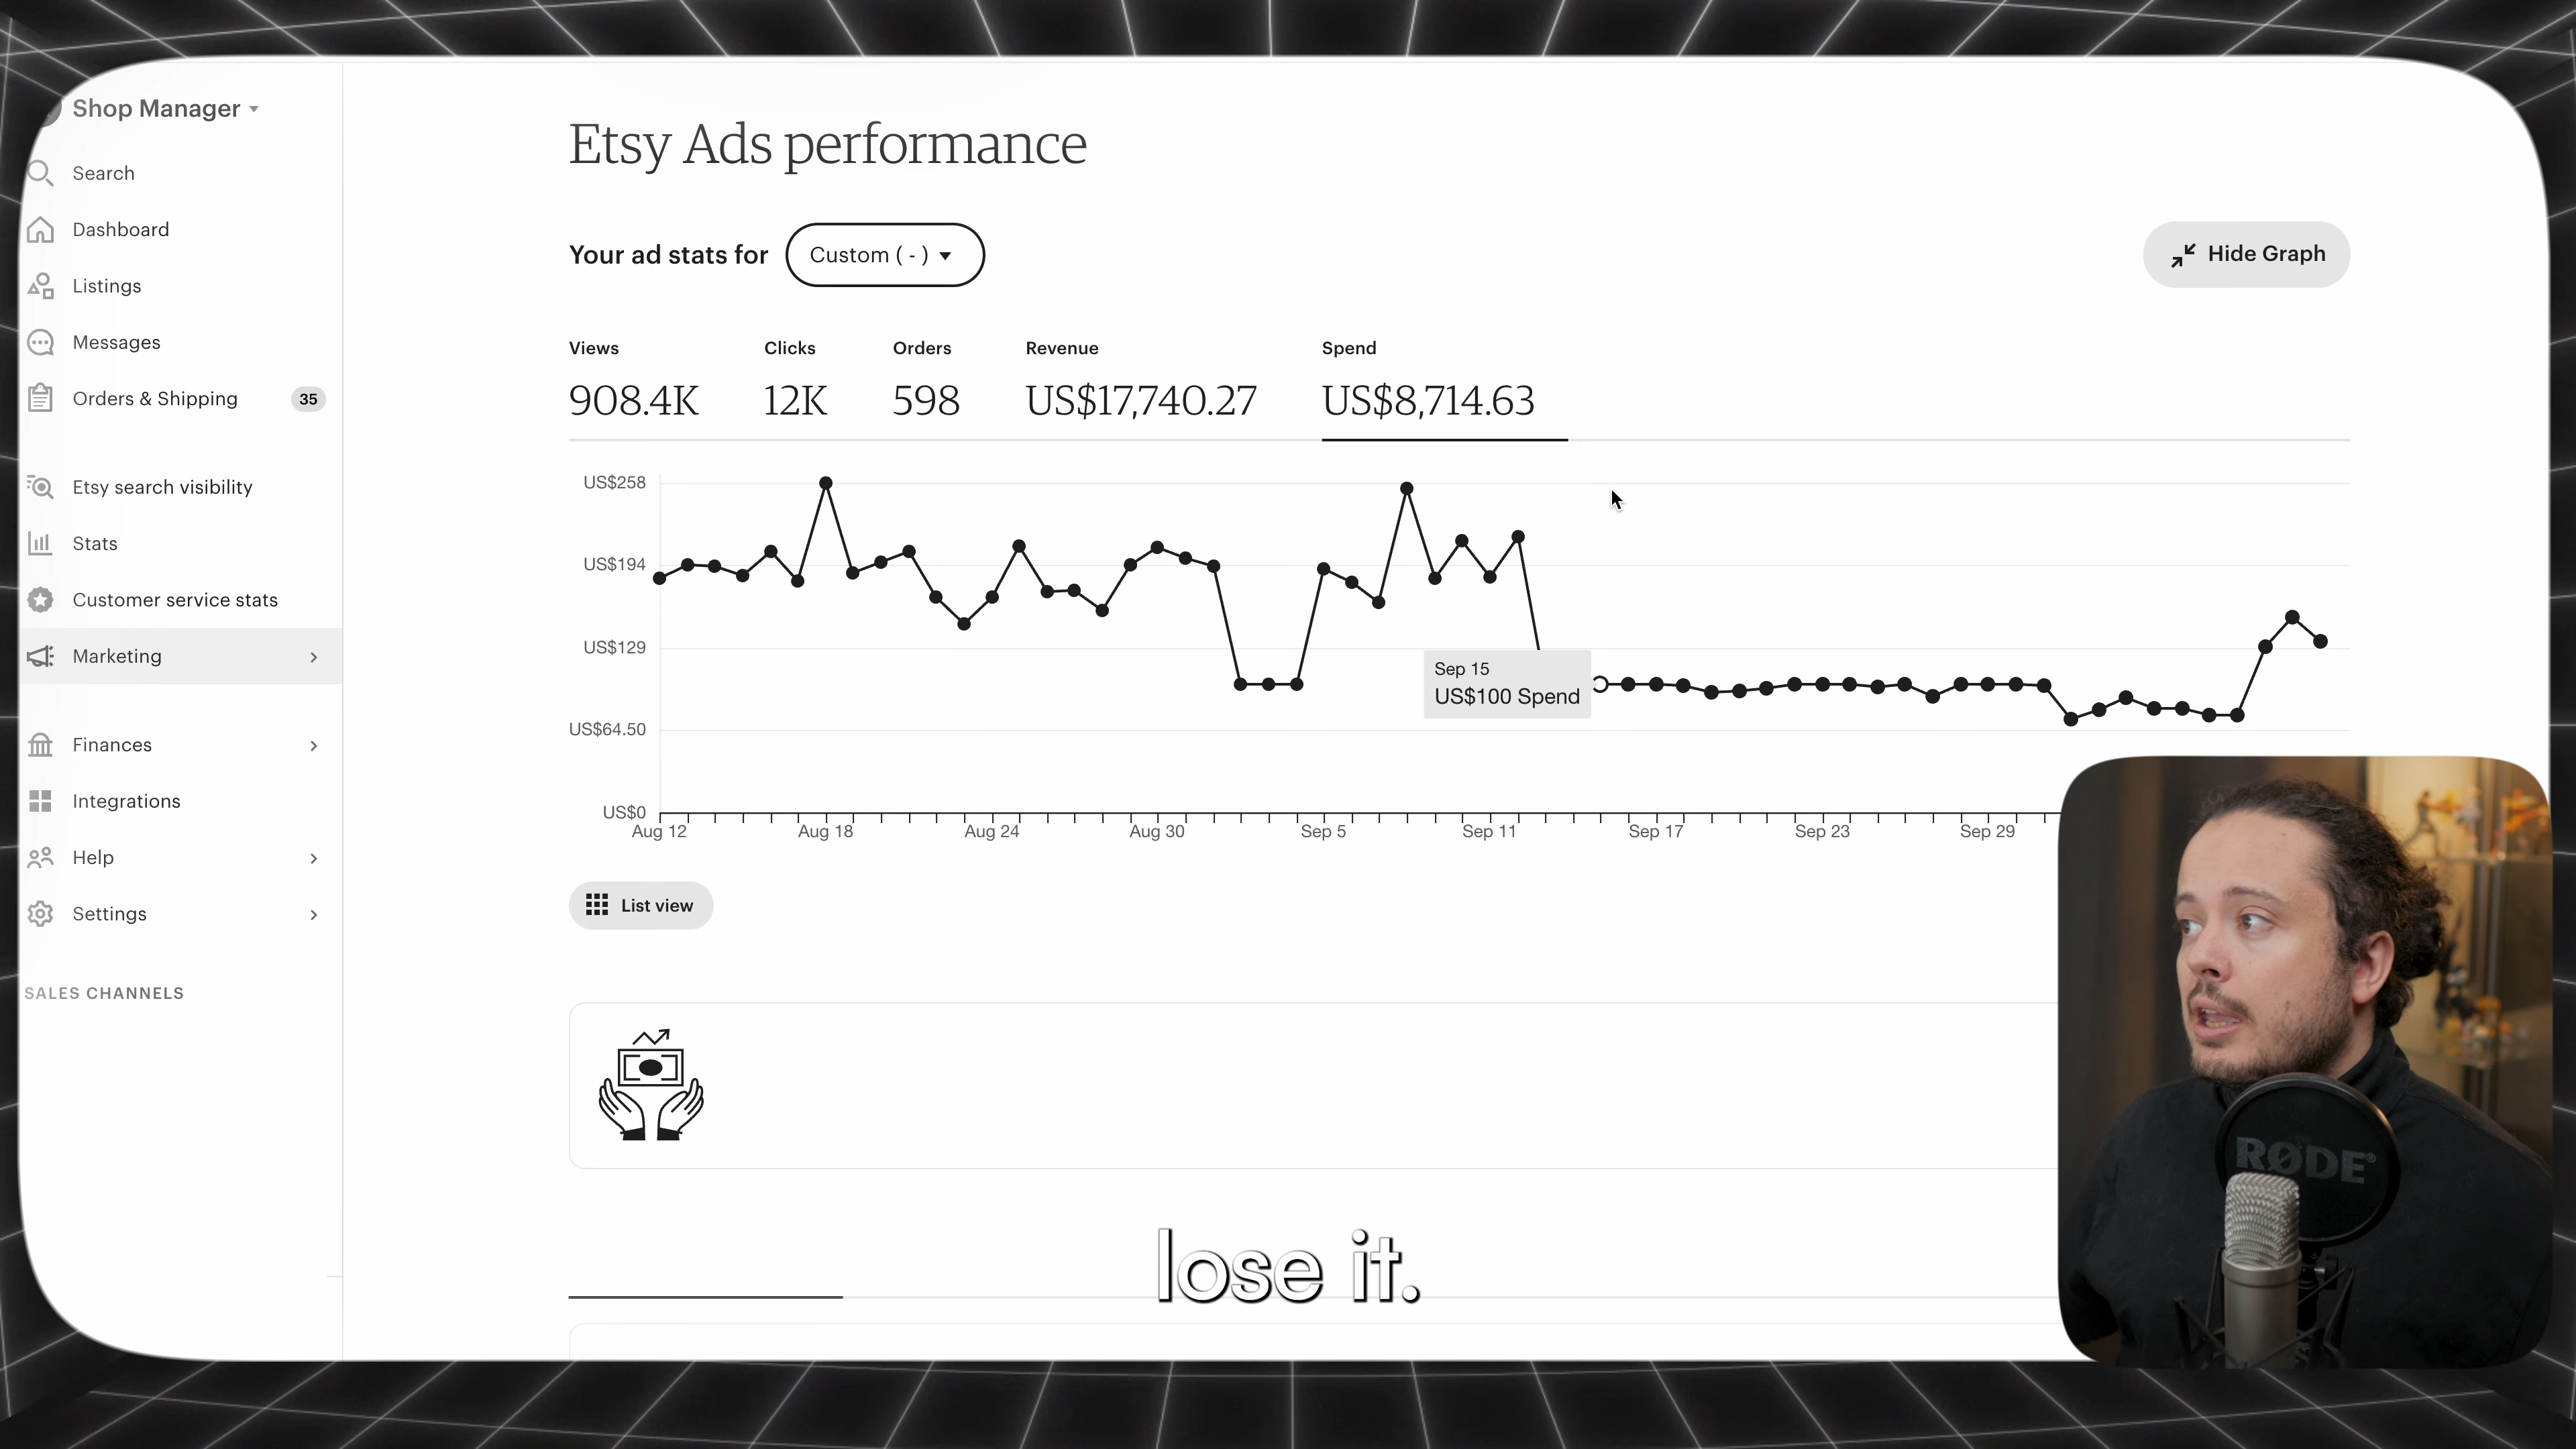 Shop Manager
Search
Dashboard
Listings
Messages
Orders & Shipping 35
Etsy search visibility
Stats
Customer service stats
Marketing
Finances
Integrations
Help
Settings
SALES CHANNELS
Etsy Ads performance
Your ad stats for Custom ( - )
Hide Graph
Views Clicks Orders Revenue Spend
908.4K 12K 598 US$17,740.27 US$8,714.63
US$258
US$194
US$129
US$64.50
US$0
Sep 15
US$100 Spend
Aug 12 Aug 18 Aug 24 Aug 30 Sep 5 Sep 11 Sep 17 Sep 23 Sep 29
List view
lose it.
RØDE®